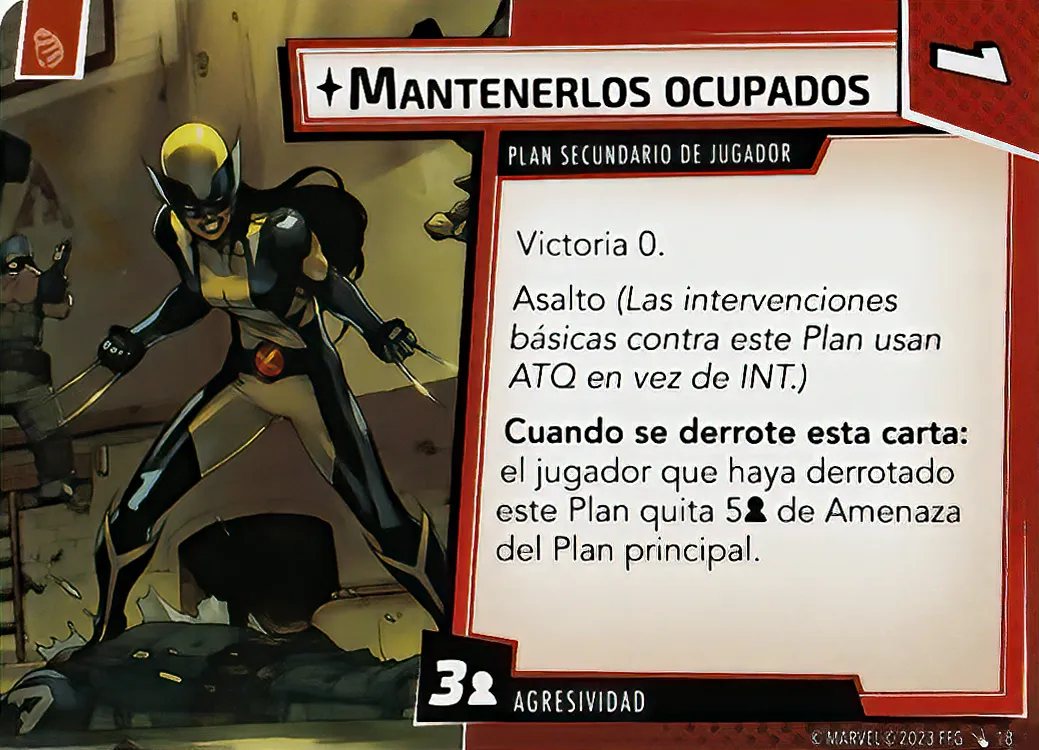 MANTENERLOS OCUPADOS
1
PLAN SECUNDARIO DE JUGADOR
Victoria 0.
Asalto (Las intervenciones
básicas contra este Plan usan
ATQ en vez de INT.)
Cuando se derrote esta carta:
el jugador que haya derrotado
este Plan quita 5 de Amenaza
del Plan principal.
3
AGRESIVIDAD
© MARVEL © 2023 FFG 18